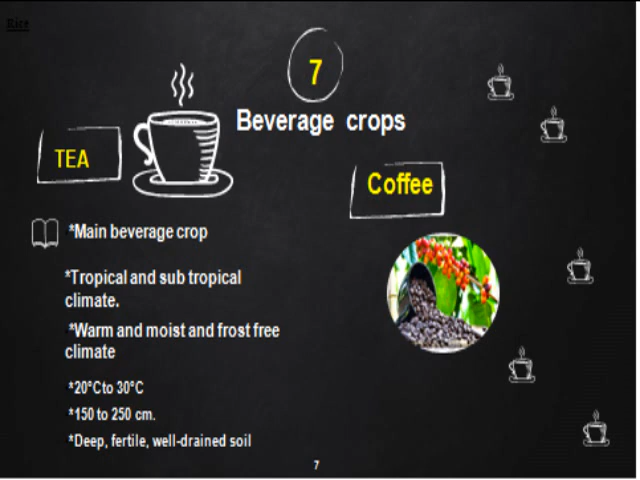 Rice
7
Beverage crops
TEA
Coffee
*Main beverage crop
*Tropical and sub tropical
climate.
*Warm and moist and frost free
climate
*20°Cto 30°C
*150 to 250 cm.
*Deep, fertile, well-drained soil
7